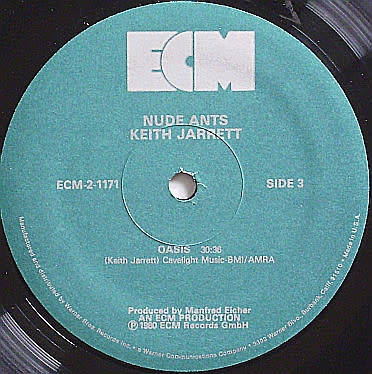 ECM
NUDE ANTS
KEITH JARRETT
ECM-2-1171
SIDE 3
OASIS 30:36
(Keith Jarrett) Cavelight Music-BMI/AMRA
Produced by Manfred Eicher
AN ECM PRODUCTION
Ⓟ 1980 ECM Records GmbH
Manufactured and distributed by Warner Bros. Records Inc. • a Warner Communications Company • 3300 Warner Blvd., Burbank, Calif. 91510 • Made in U.S.A.